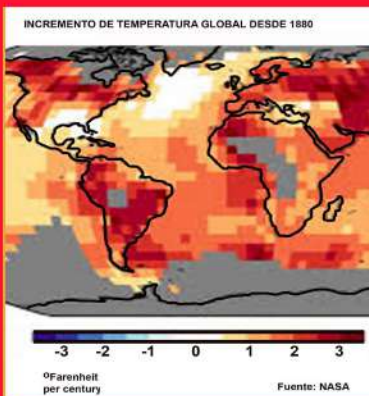 INCREMENTO DE TEMPERATURA GLOBAL DESDE 1880
-3 -2 -1 0 1 2 3
ºFarenheit
per century
Fuente: NASA